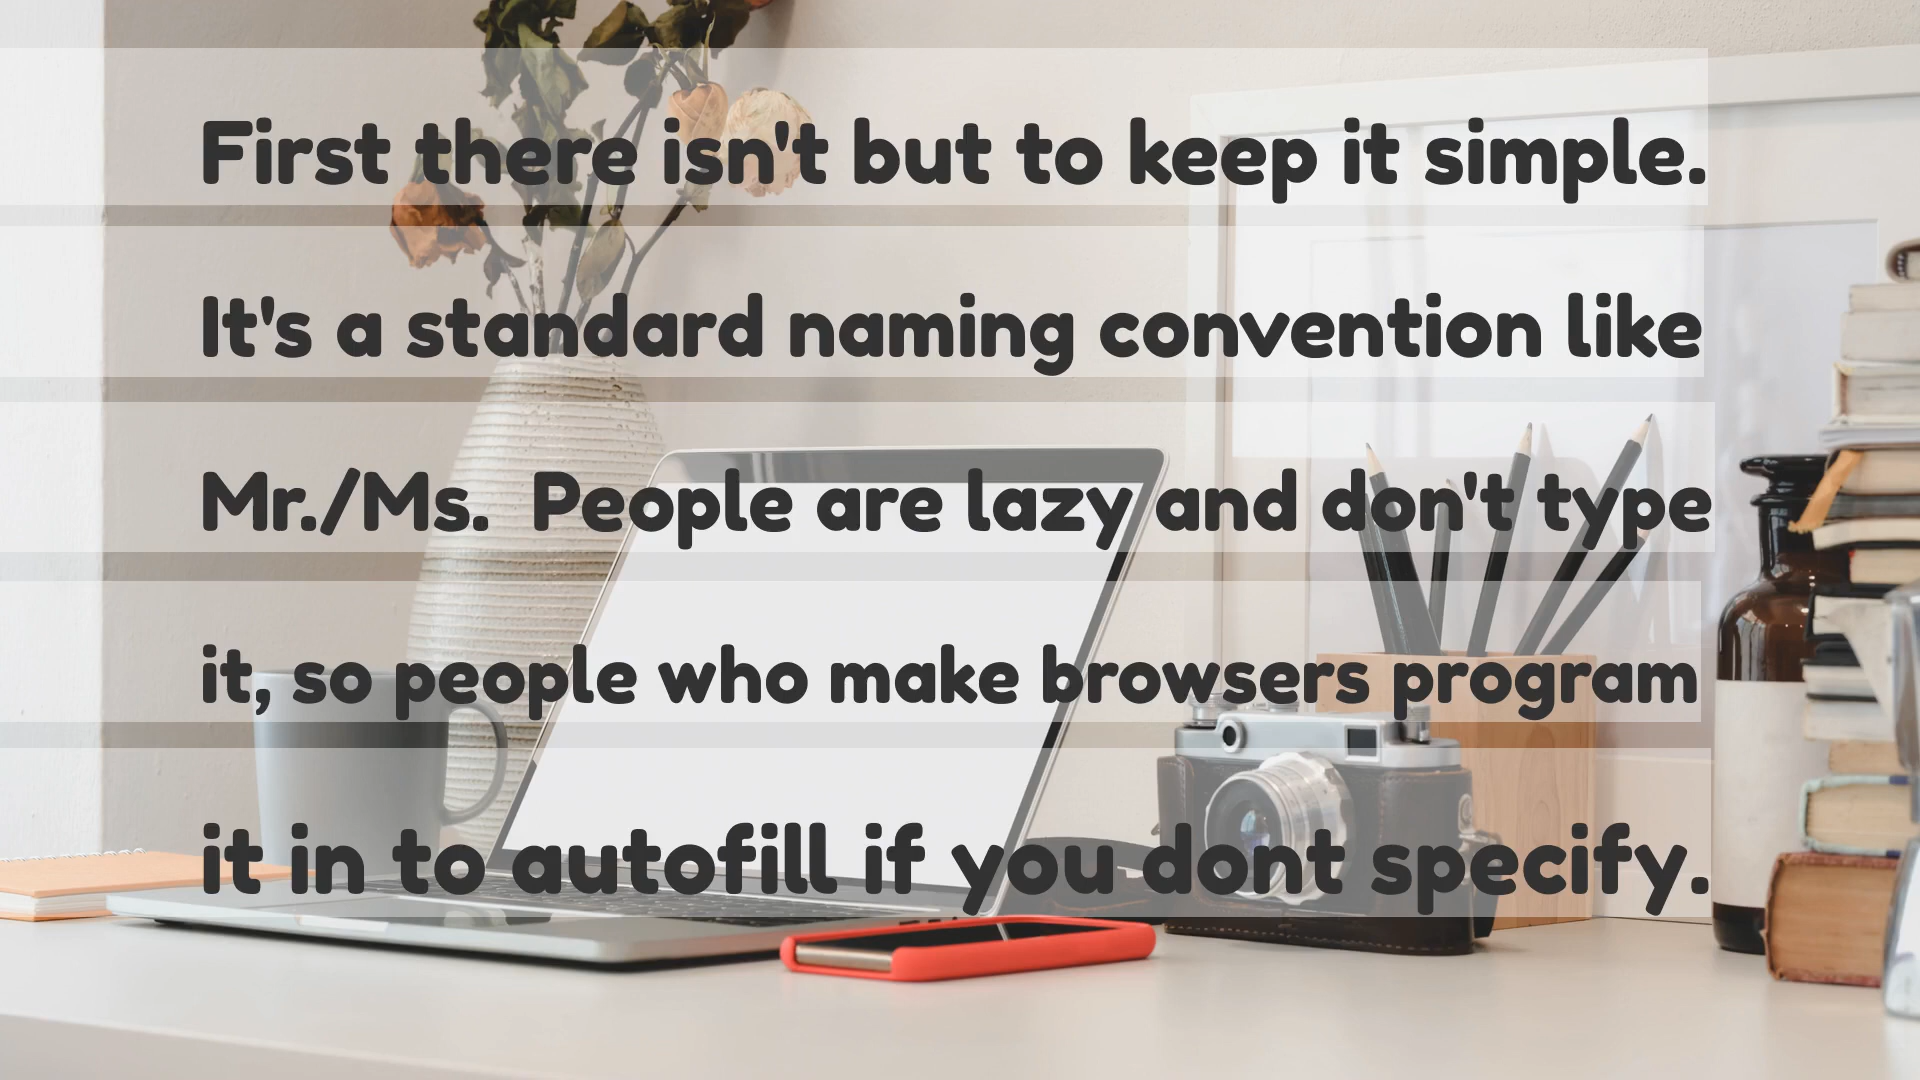 First there isn't but to keep it simple.
It's a standard naming convention like
Mr./Ms.  People are lazy and don't type
it, so people who make browsers program
it in to autofill if you dont specify.